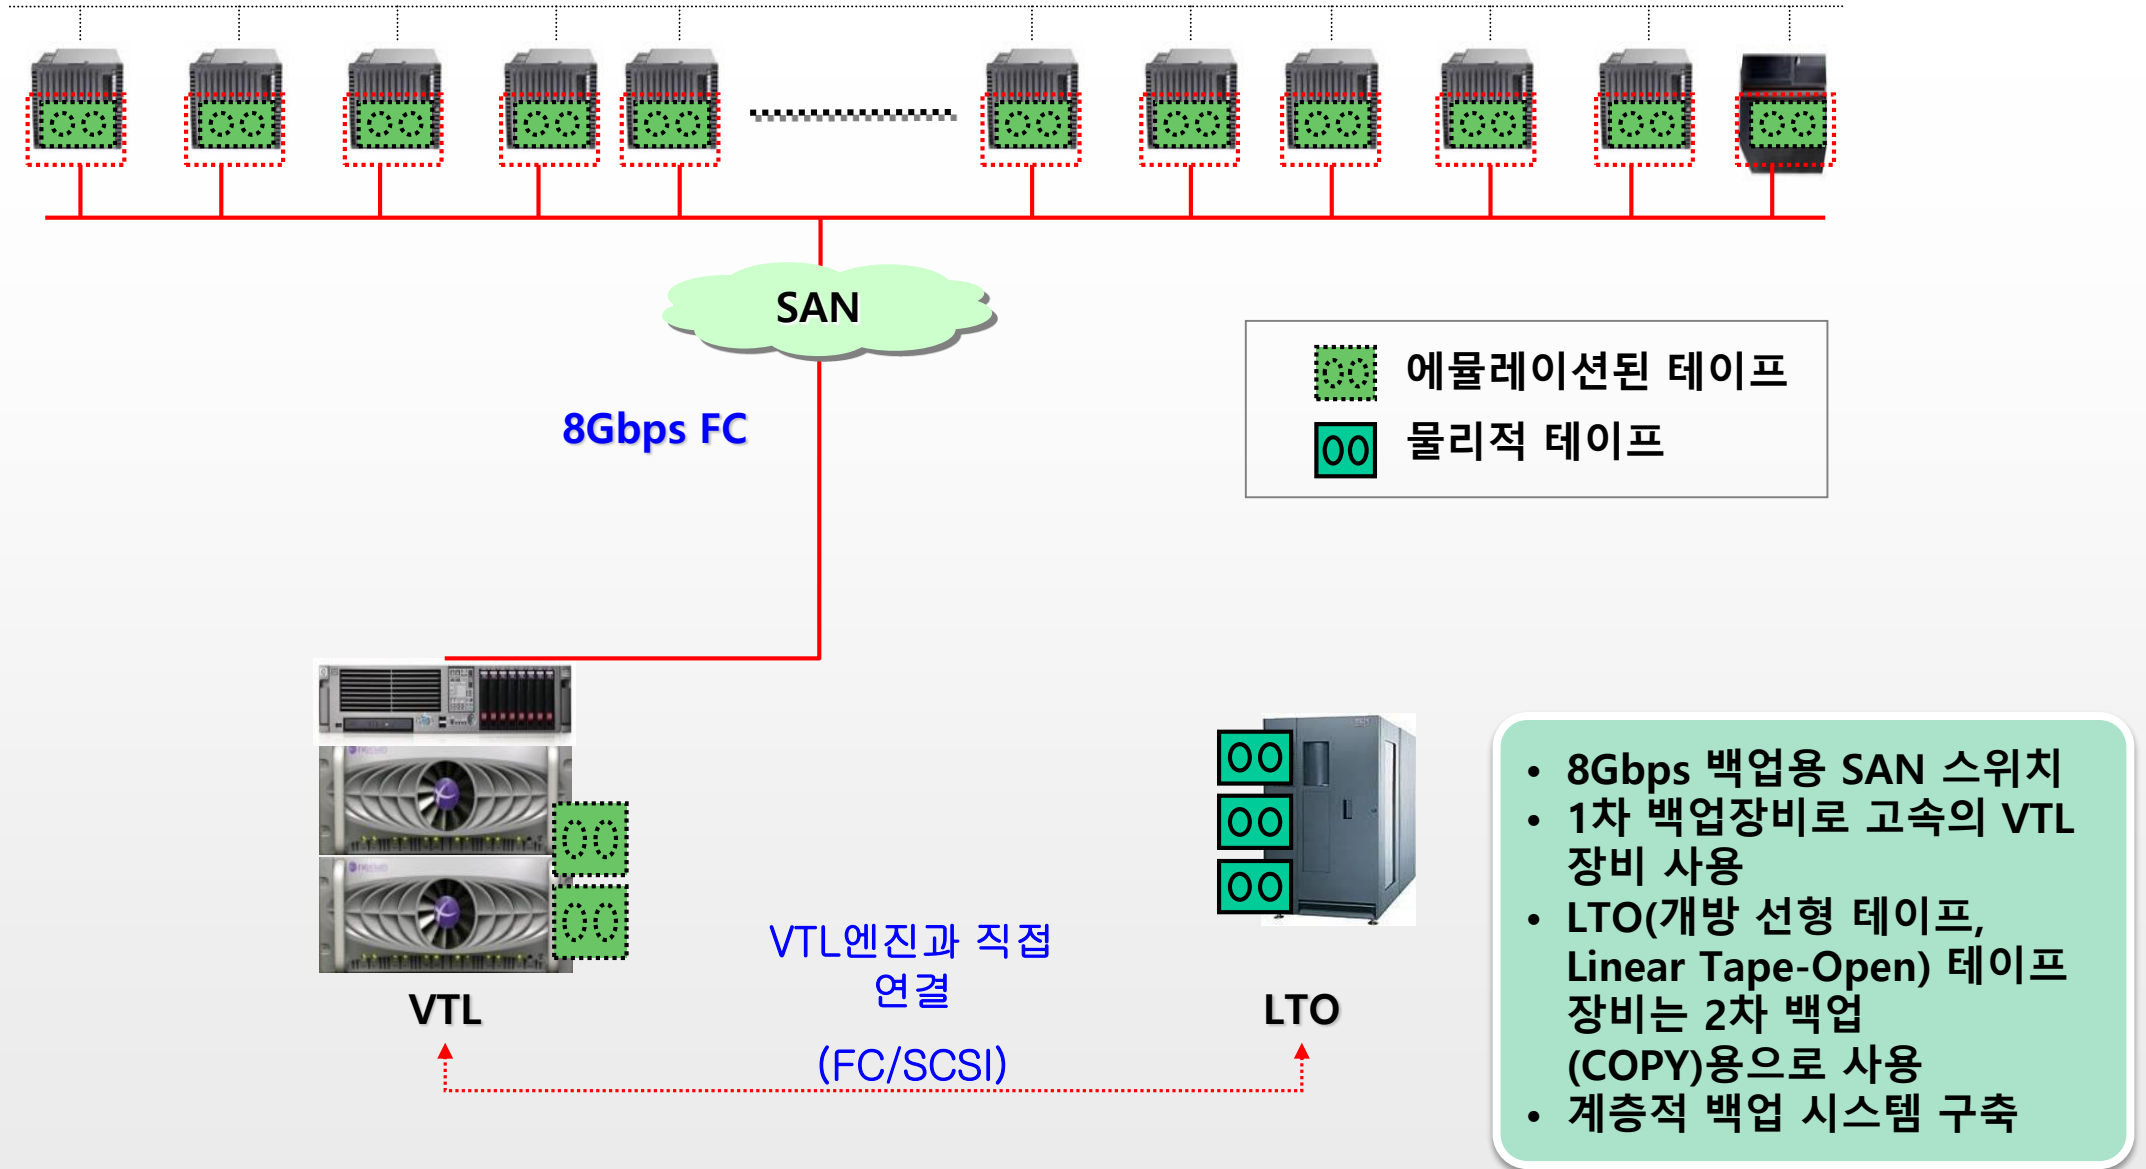 SAN
에뮬레이션된 테이프
8Gbps FC
물리적 테이프
• 8Gbps 백업용 SAN 스위치
• 1차 백업장비로 고속의 VTL
장비 사용
• LTO(개방 선형 테이프,
Linear Tape-Open) 테이프
장비는 2차 백업
(COPY)용으로 사용
• 계층적 백업 시스템 구축
VTL엔진과 직접
연결
(FC/SCSI)
VTL
LTO